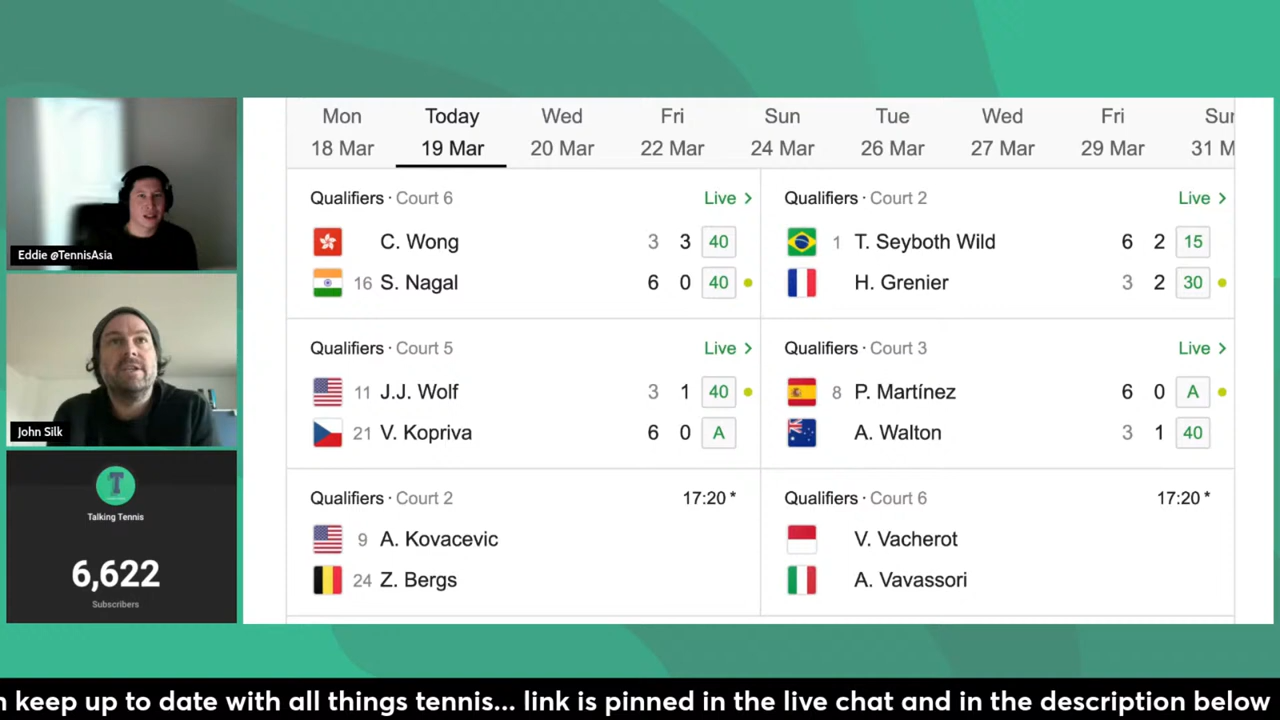 Eddie @TennisAsia
John Silk
T
Talking Tennis
6,622
Subscribers
Mon Today Wed Fri Sun Tue Wed Fri Sun
18 Mar 19 Mar 20 Mar 22 Mar 24 Mar 26 Mar 27 Mar 29 Mar 31 M
Qualifiers · Court 6 Live >
C. Wong 3 3 40
16 S. Nagal 6 0 40
Qualifiers · Court 2 Live >
1 T. Seyboth Wild 6 2 15
H. Grenier 3 2 30
Qualifiers · Court 5 Live >
11 J.J. Wolf 3 1 40
21 V. Kopriva 6 0 A
Qualifiers · Court 3 Live >
8 P. Martínez 6 0 A
A. Walton 3 1 40
Qualifiers · Court 2 17:20 *
9 A. Kovacevic
24 Z. Bergs
Qualifiers · Court 6 17:20 *
V. Vacherot
A. Vavassori
n keep up to date with all things tennis... link is pinned in the live chat and in the description below